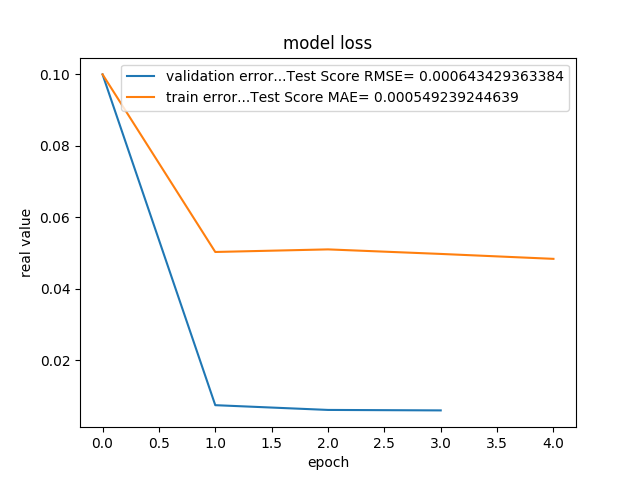 model loss
validation error...Test Score RMSE= 0.000643429363384
train error...Test Score MAE= 0.000549239244639
0.10
0.08
0.06
0.04
0.02
real value
0.0 0.5 1.0 1.5 2.0 2.5 3.0 3.5 4.0
epoch